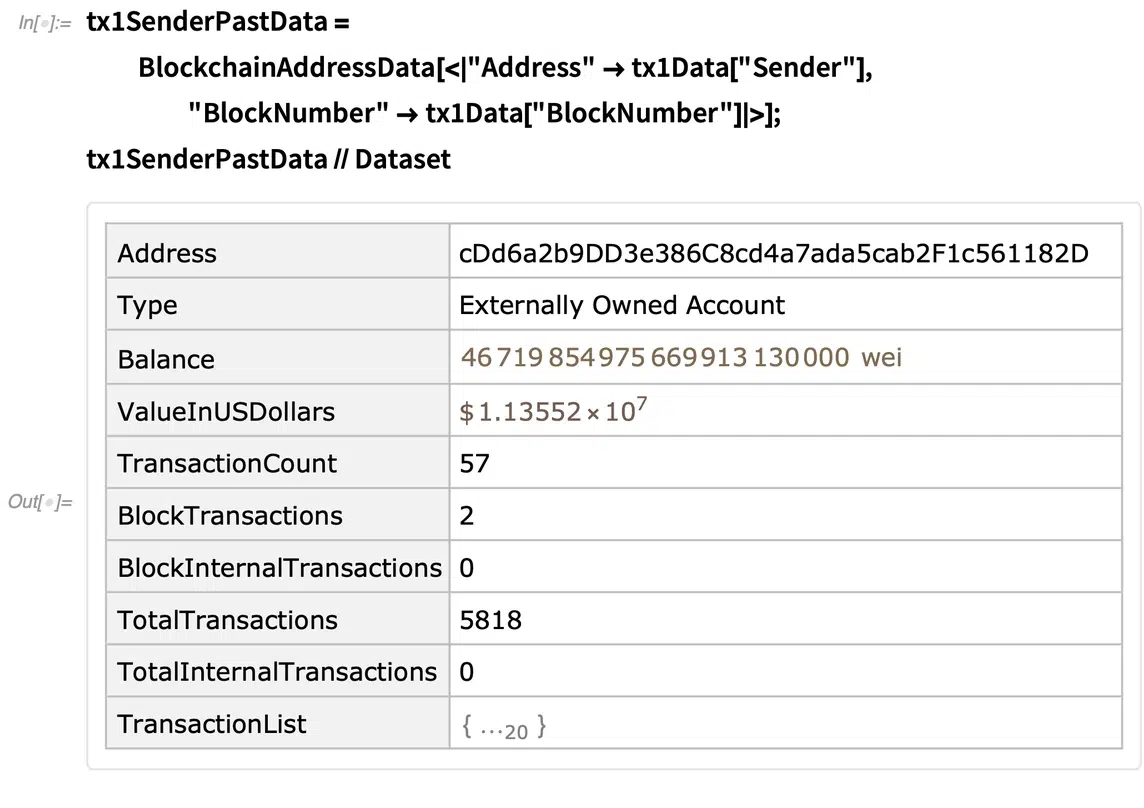 In[◦]:= tx1SenderPastData =
BlockchainAddressData[<|"Address" → tx1Data["Sender"],
"BlockNumber" → tx1Data["BlockNumber"]|>];
tx1SenderPastData // Dataset
Out[◦]=
Address cDd6a2b9DD3e386C8cd4a7ada5cab2F1c561182D
Type Externally Owned Account
Balance 46 719 854 975 669 913 130 000 wei
ValueInUSDollars $ 1.13552 × 10⁷
TransactionCount 57
BlockTransactions 2
BlockInternalTransactions 0
TotalTransactions 5818
TotalInternalTransactions 0
TransactionList { ...20 }